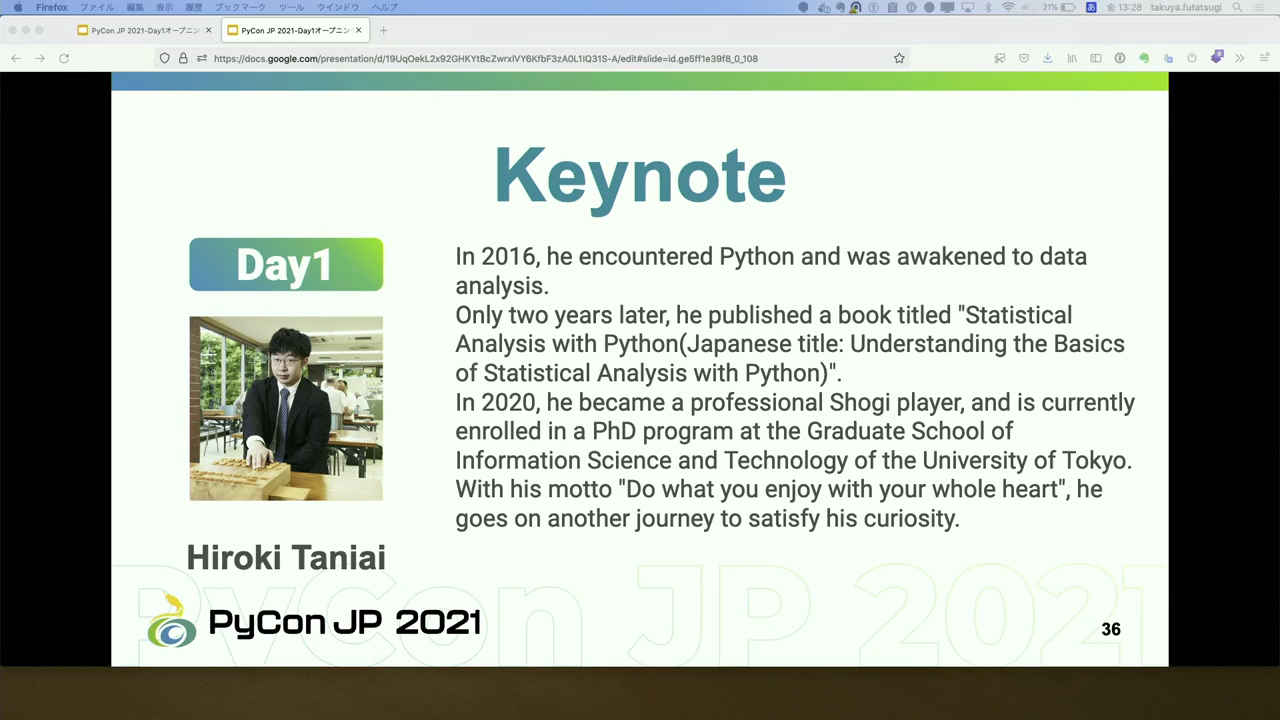 Firefox ファイル 編集 表示 履歴 ブックマーク ツール ウインドウ ヘルプ 21% あ 金 13:28 takuya.futatsugi
PyCon JP 2021-Day1オープニン PyCon JP 2021-Day1オープニン
https://docs.google.com/presentation/d/19UqOekL2x92GHKYtBcZwrxlVY6KfbF3zA0L1IQ31S-A/edit#slide=id.ge5ff1e39f8_0_108
Keynote
Day1
In 2016, he encountered Python and was awakened to data
analysis.
Only two years later, he published a book titled "Statistical
Analysis with Python(Japanese title: Understanding the Basics
of Statistical Analysis with Python)".
In 2020, he became a professional Shogi player, and is currently
enrolled in a PhD program at the Graduate School of
Information Science and Technology of the University of Tokyo.
With his motto "Do what you enjoy with your whole heart", he
goes on another journey to satisfy his curiosity.
Hiroki Taniai
PyCon JP 2021
PyCon JP 2021
36